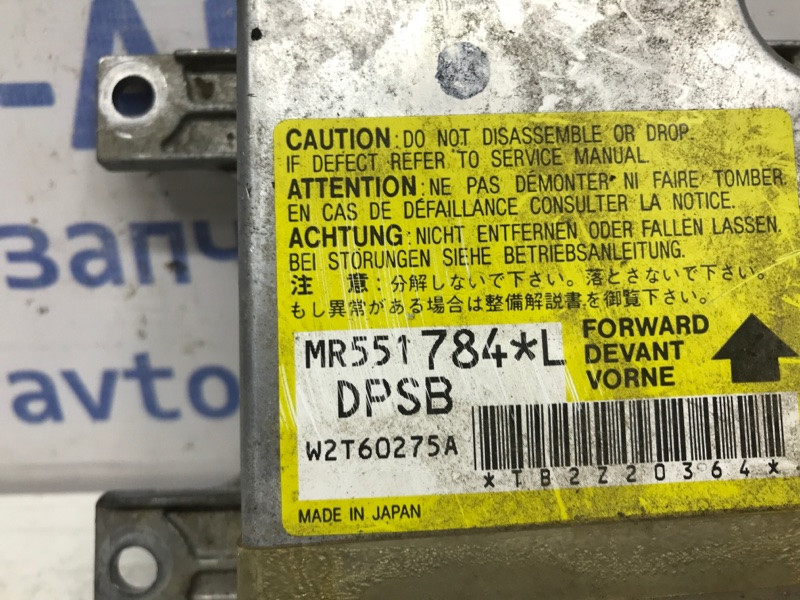 CAUTION : DO NOT DISASSEMBLE OR DROP.
IF DEFECT REFER TO SERVICE MANUAL.
ATTENTION : NE PAS DÉMONTER NI FAIRE TOMBER
EN CAS DE DÉFAILLANCE CONSULTER LA NOTICE.
ACHTUNG : NICHT ENTFERNEN ODER FALLEN LASSEN.
BEI STÖRUNGEN SIEHE BETRIEBSANLEITUNG.
注 意 : 分解しないで下さい。落とさないで下さい。
もし異常がある場合は整備解説書を御覧下さい。
MR551784*L
DPSB
W2T60275A
FORWARD
DEVANT
VORNE
*TB2Z20364*
MADE IN JAPAN
запч
avto